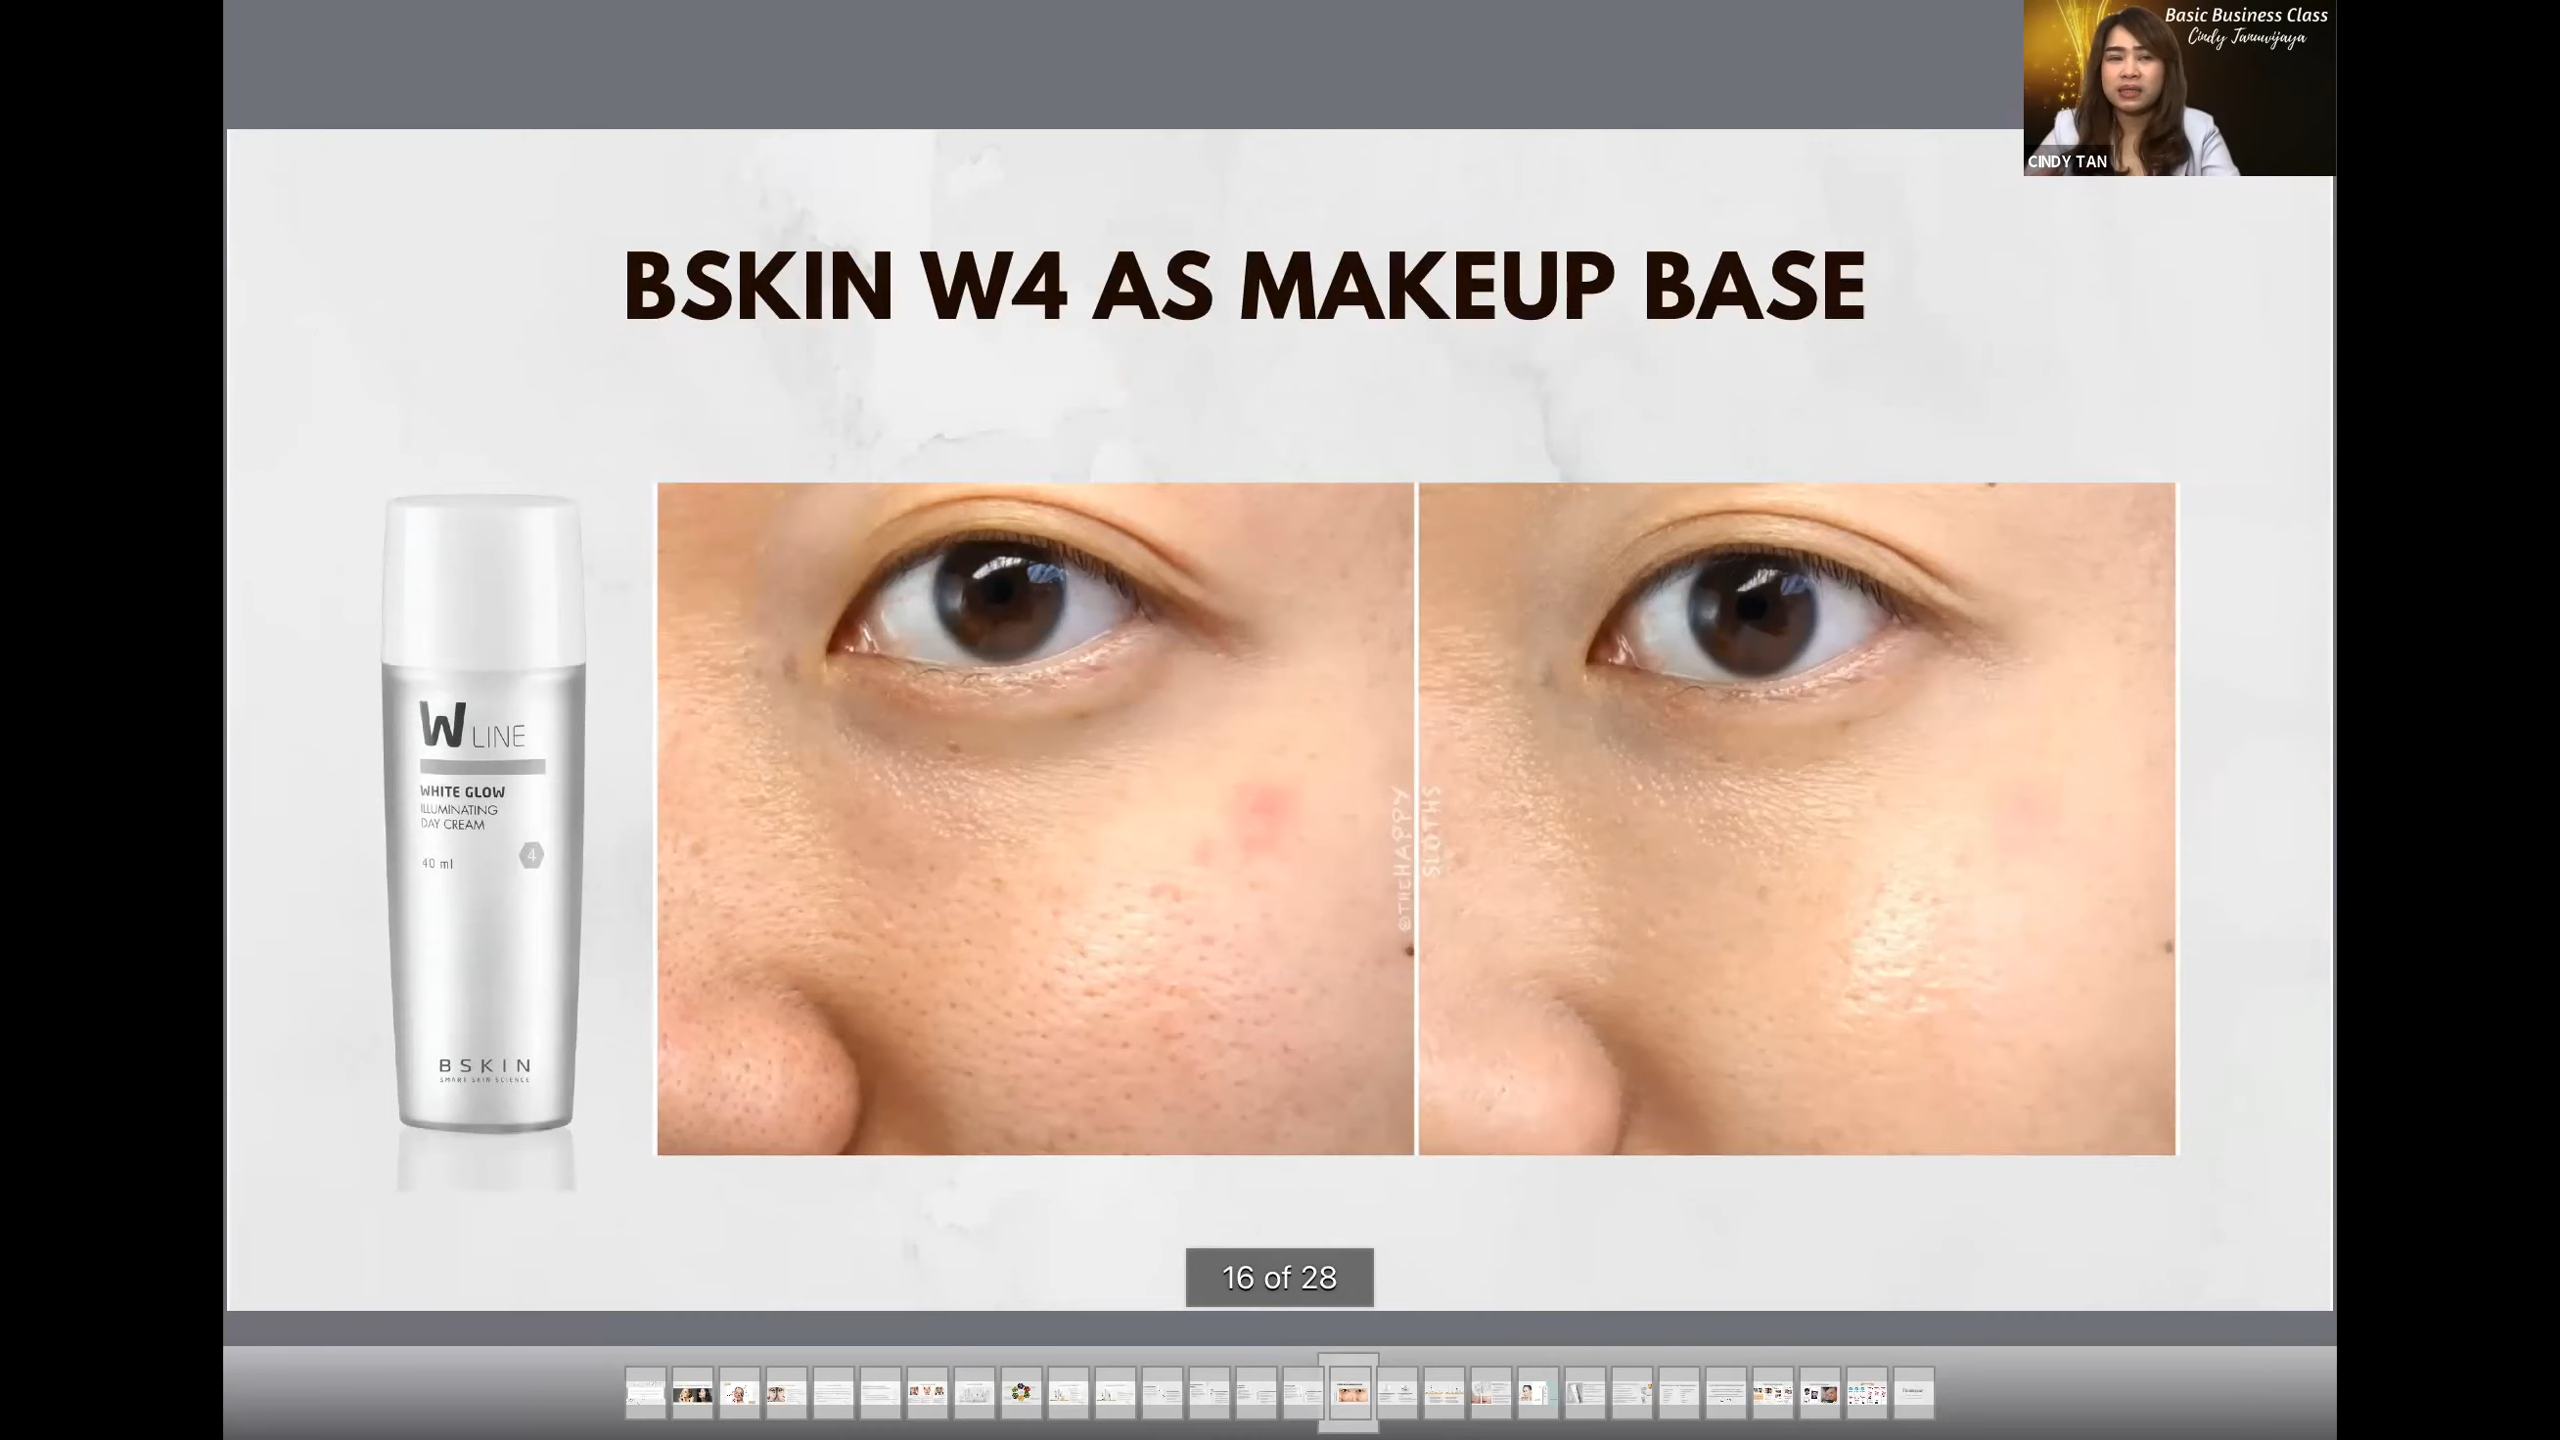 Basic Business Class
Cindy Tanuwijaya
CINDY TAN
BSKIN W4 AS MAKEUP BASE
W LINE
WHITE GLOW
ILLUMINATING
DAY CREAM
40 ml
4
BSKIN
SMART SKIN SCIENCE
@THEHAPPY
SLOTHS
16 of 28